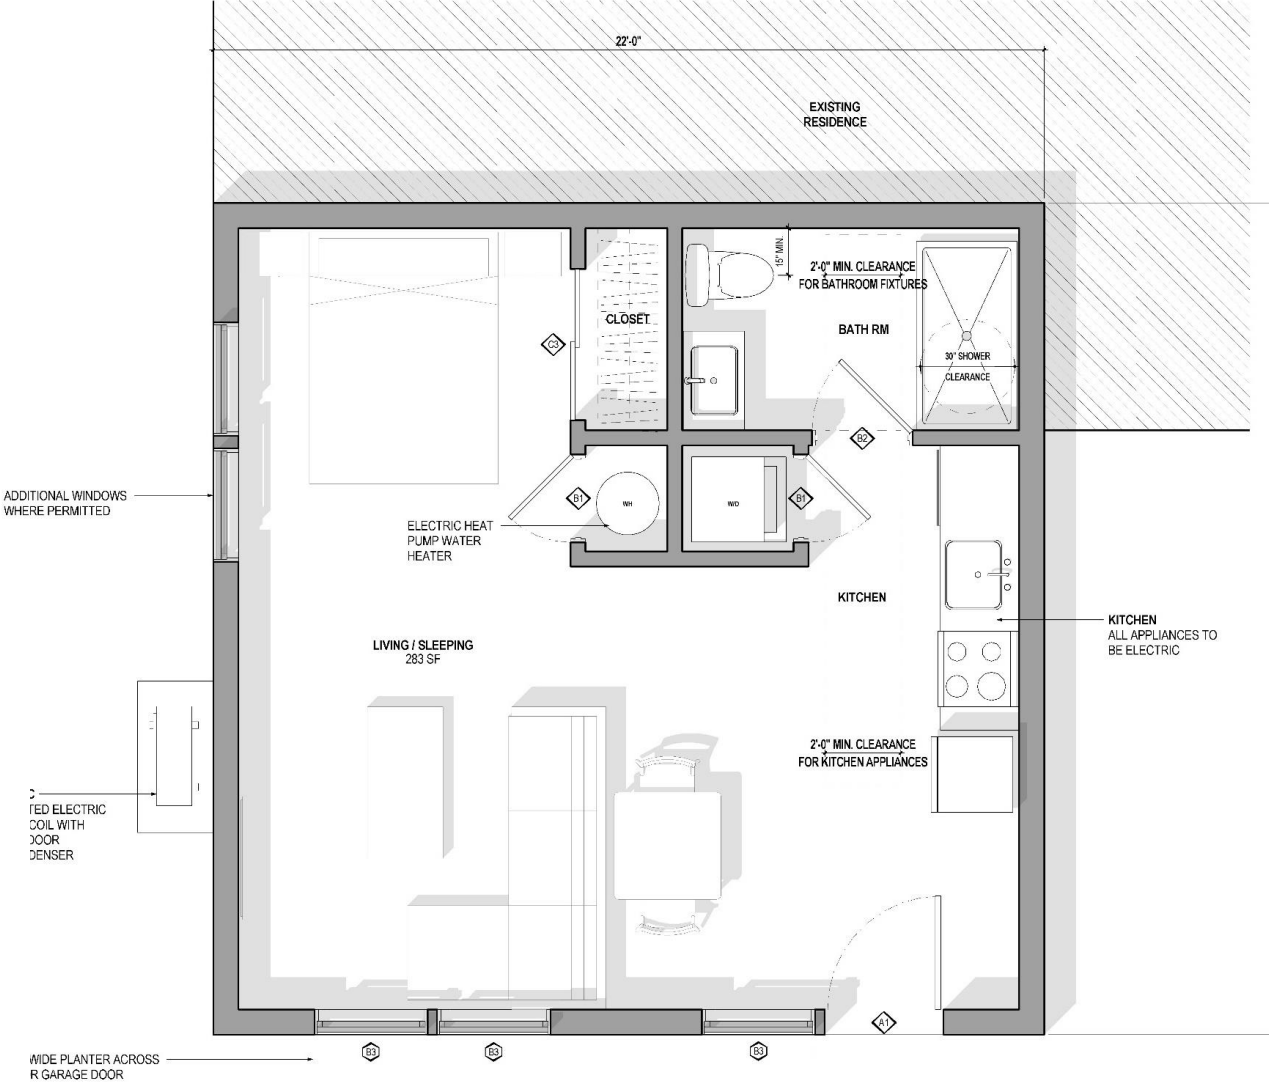 22'-0"
EXISTING
RESIDENCE
15" MIN.
2'-0" MIN. CLEARANCE
FOR BATHROOM FIXTURES
CLOSET
BATH RM
C3
30" SHOWER
CLEARANCE
B2
ADDITIONAL WINDOWS
WHERE PERMITTED
B1
WH
W/D
B1
ELECTRIC HEAT
PUMP WATER
HEATER
KITCHEN
KITCHEN
ALL APPLIANCES TO
BE ELECTRIC
LIVING / SLEEPING
283 SF
2'-0" MIN. CLEARANCE
FOR KITCHEN APPLIANCES
C
TED ELECTRIC
COIL WITH
DOOR
DENSER
A1
B3
B3
B3
WIDE PLANTER ACROSS
R GARAGE DOOR